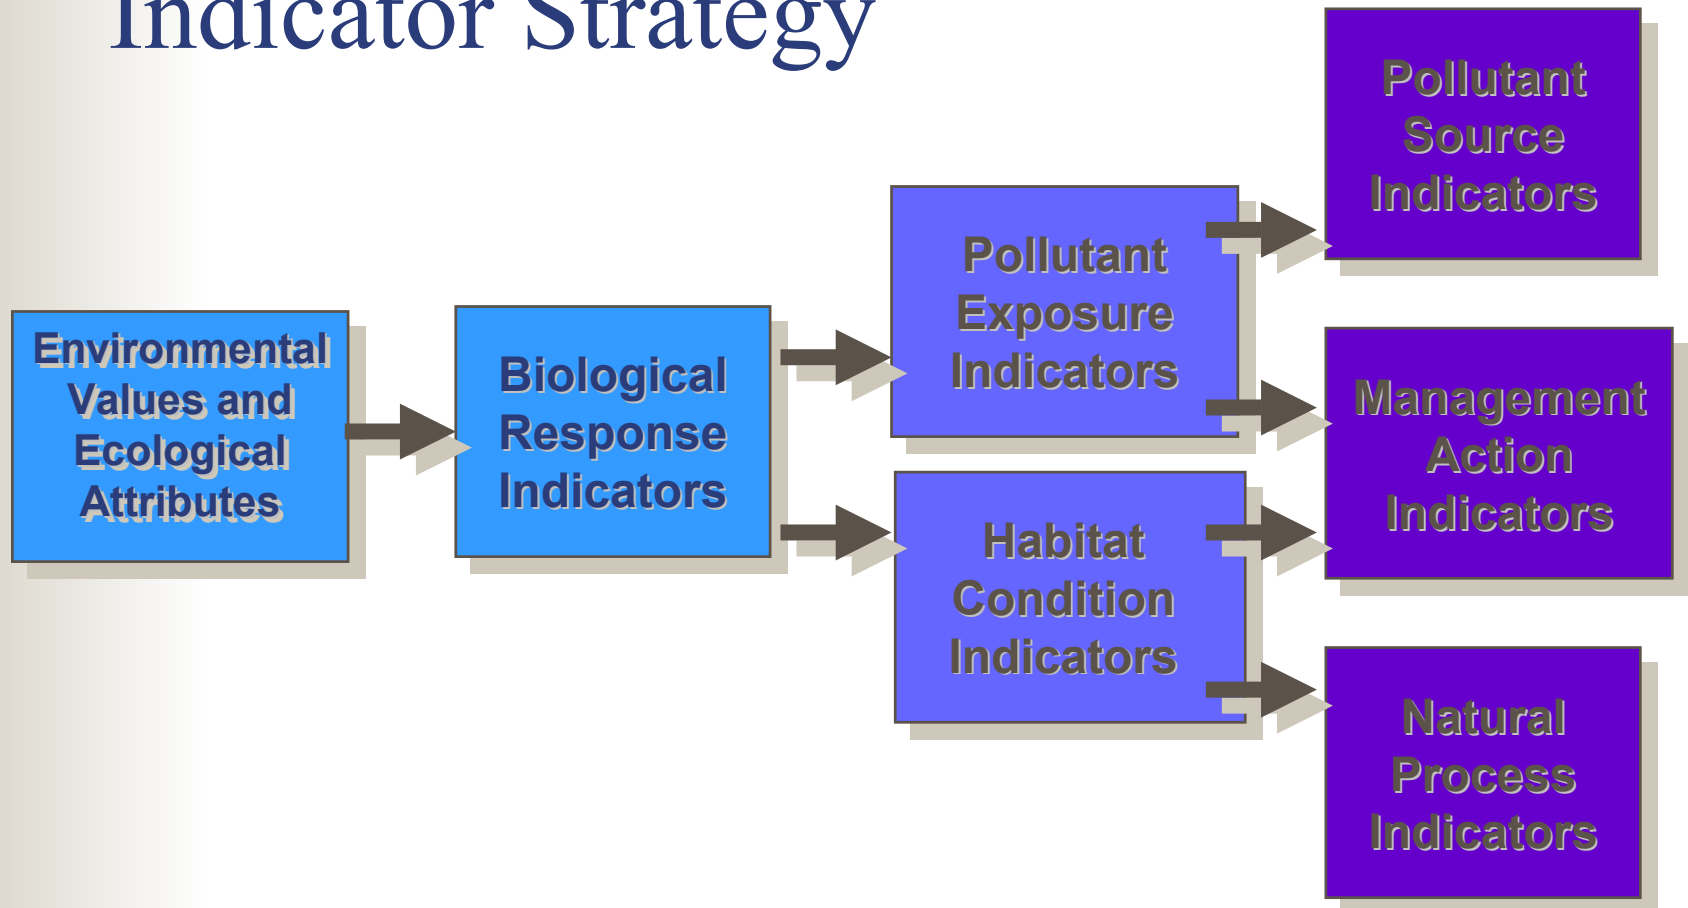 Indicator Strategy
Pollutant
Source
Indicators
Pollutant
Exposure
Indicators
Environmental
Values and
Ecological
Attributes
Biological
Response
Indicators
Management
Action
Indicators
Habitat
Condition
Indicators
Natural
Process
Indicators